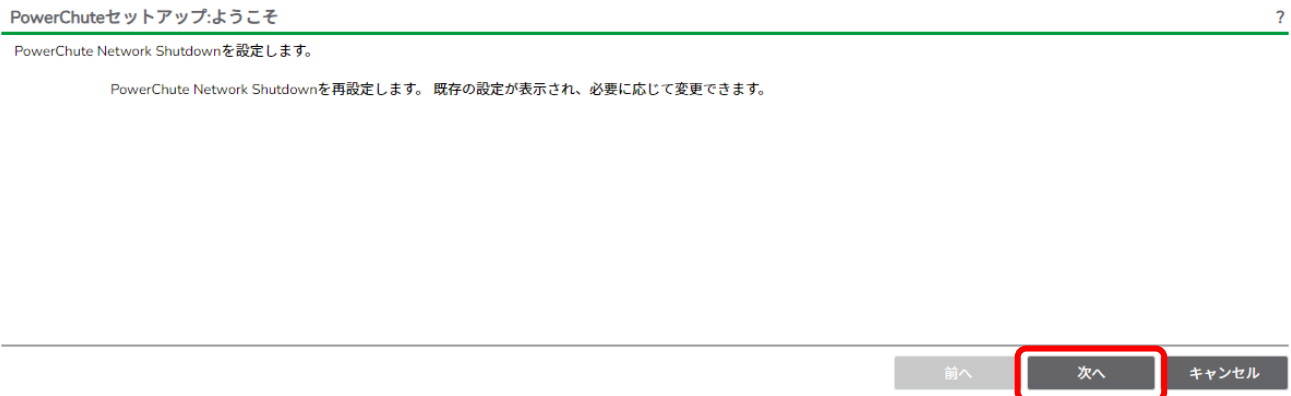 PowerChuteセットアップ:ようこそ
?
PowerChute Network Shutdownを設定します。
PowerChute Network Shutdownを再設定します。 既存の設定が表示され、必要に応じて変更できます。
前へ
次へ
キャンセル